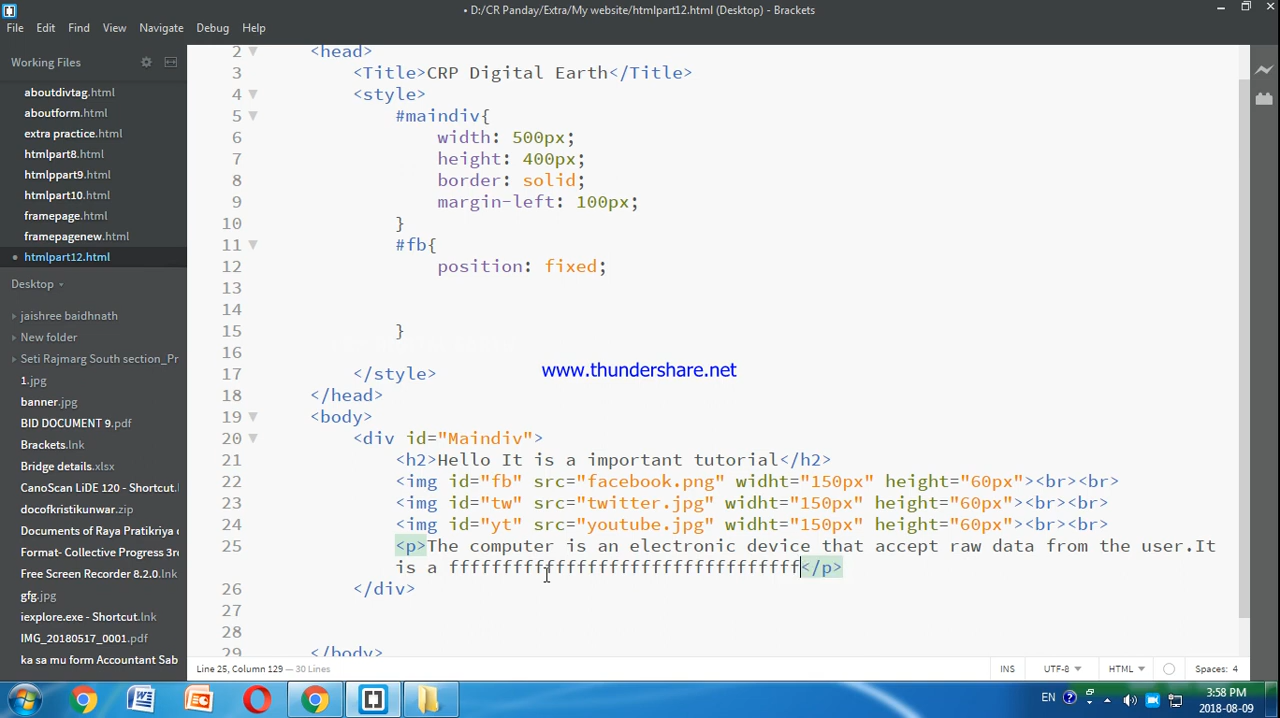 • D:/CR Panday/Extra/My website/htmlpart12.html (Desktop) - Brackets
File Edit Find View Navigate Debug Help
Working Files
aboutdivtag.html
aboutform.html
extra practice.html
htmlpart8.html
htmlppart9.html
htmlpart10.html
framepage.html
framepagenew.html
• htmlpart12.html
Desktop
jaishree baidhnath
New folder
Seti Rajmarg South section_Pr
1.jpg
banner.jpg
BID DOCUMENT 9.pdf
Brackets.lnk
Bridge details.xlsx
CanoScan LiDE 120 - Shortcut.l
docofkristikunwar.zip
Documents of Raya Pratikriya
Format- Collective Progress 3r
Free Screen Recorder 8.2.0.lnk
gfg.jpg
iexplore.exe - Shortcut.lnk
IMG_20180517_0001.pdf
ka sa mu form Accountant Sab
2 <head>
3 <Title>CRP Digital Earth</Title>
4 <style>
5 #maindiv{
6 width: 500px;
7 height: 400px;
8 border: solid;
9 margin-left: 100px;
10 }
11 #fb{
12 position: fixed;
13
14
15 }
16
17 </style>
www.thundershare.net
18 </head>
19 <body>
20 <div id="Maindiv">
21 <h2>Hello It is a important tutorial</h2>
22 <img id="fb" src="facebook.png" widht="150px" height="60px"><br><br>
23 <img id="tw" src="twitter.jpg" widht="150px" height="60px"><br><br>
24 <img id="yt" src="youtube.jpg" widht="150px" height="60px"><br><br>
25 <p>The computer is an electronic device that accept raw data from the user.It
is a fffffffffffffffffffffffffffffffff</p>
26 </div>
27
28
29 </body>
Line 25, Column 129 — 30 Lines
INS UTF-8 HTML Spaces: 4
EN
3:58 PM
2018-08-09